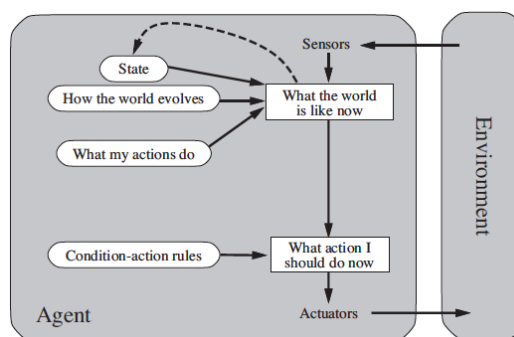 Sensors
State
How the world evolves
What the world
is like now
What my actions do
Environment
Condition-action rules
What action I
should do now
Agent
Actuators